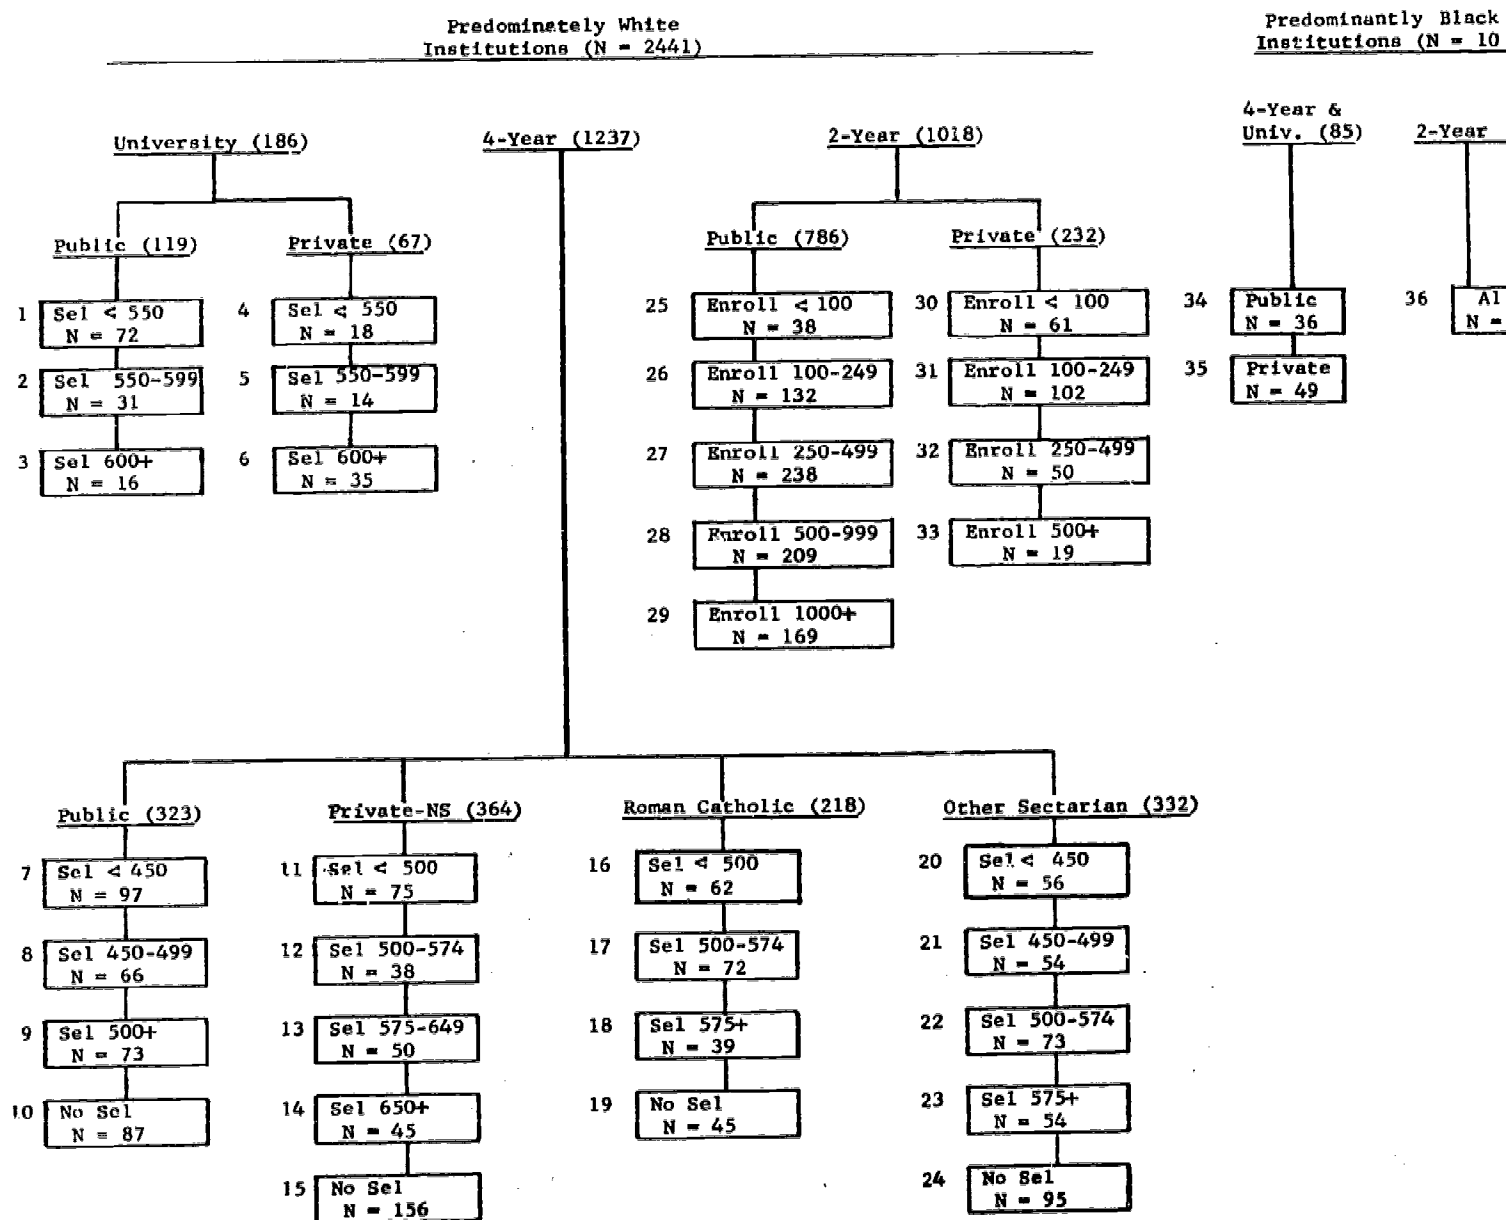 Predominately White
Institutions (N = 2441)
Predominantly Black
Institutions (N = 10
University (186)
4-Year (1237)
2-Year (1018)
4-Year &
Univ. (85)
2-Year
Public (119)
Private (67)
Public (786)
Private (232)
1 Sel < 550
N = 72
2 Sel 550-599
N = 31
3 Sel 600+
N = 16
4 Sel < 550
N = 18
5 Sel 550-599
N = 14
6 Sel 600+
N = 35
25 Enroll < 100
N = 38
26 Enroll 100-249
N = 132
27 Enroll 250-499
N = 238
28 Enroll 500-999
N = 209
29 Enroll 1000+
N = 169
30 Enroll < 100
N = 61
31 Enroll 100-249
N = 102
32 Enroll 250-499
N = 50
33 Enroll 500+
N = 19
34 Public
N = 36
35 Private
N = 49
36 Al
N =
Public (323)
Private-NS (364)
Roman Catholic (218)
Other Sectarian (332)
7 Sel < 450
N = 97
8 Sel 450-499
N = 66
9 Sel 500+
N = 73
10 No Sel
N = 87
11 Sel < 500
N = 75
12 Sel 500-574
N = 38
13 Sel 575-649
N = 50
14 Sel 650+
N = 45
15 No Sel
N = 156
16 Sel < 500
N = 62
17 Sel 500-574
N = 72
18 Sel 575+
N = 39
19 No Sel
N = 45
20 Sel < 450
N = 56
21 Sel 450-499
N = 54
22 Sel 500-574
N = 73
23 Sel 575+
N = 54
24 No Sel
N = 95